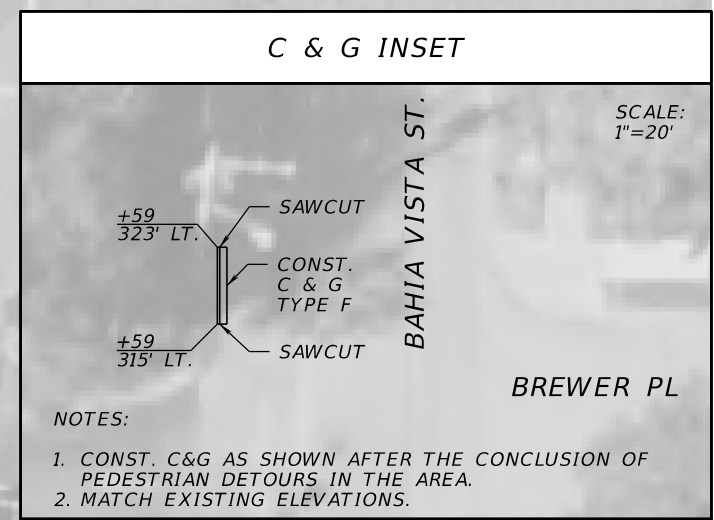 C & G INSET
SCALE:
1"=20'
BAHIA VISTA ST.
+59
323' LT.
SAWCUT
CONST.
C & G
TYPE F
+59
315' LT.
SAWCUT
BREWER PL
NOTES:
1. CONST. C&G AS SHOWN AFTER THE CONCLUSION OF
PEDESTRIAN DETOURS IN THE AREA.
2. MATCH EXISTING ELEVATIONS.